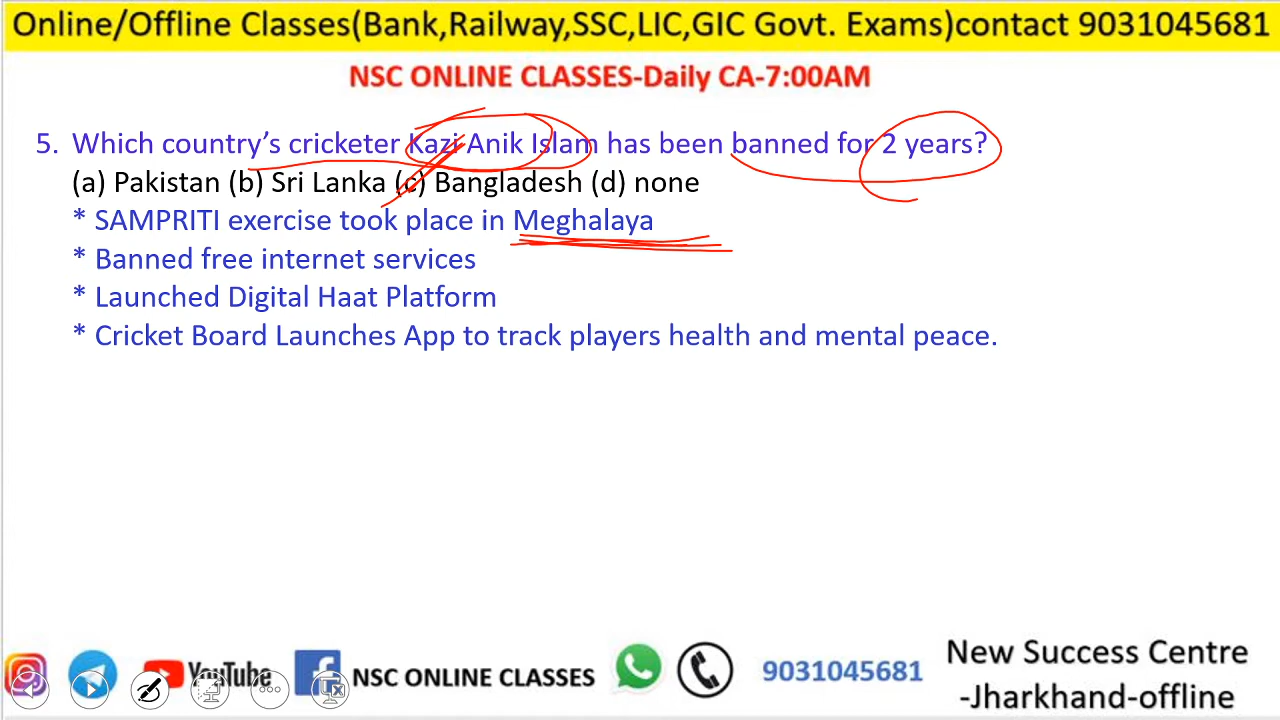 Online/Offline Classes(Bank,Railway,SSC,LIC,GIC Govt. Exams)contact 9031045681
NSC ONLINE CLASSES-Daily CA-7:00AM
5. Which country's cricketer Kazi Anik Islam has been banned for 2 years?
(a) Pakistan (b) Sri Lanka (c) Bangladesh (d) none
* SAMPRITI exercise took place in Meghalaya
* Banned free internet services
* Launched Digital Haat Platform
* Cricket Board Launches App to track players health and mental peace.
YouTube NSC ONLINE CLASSES 9031045681
New Success Centre
-Jharkhand-offline